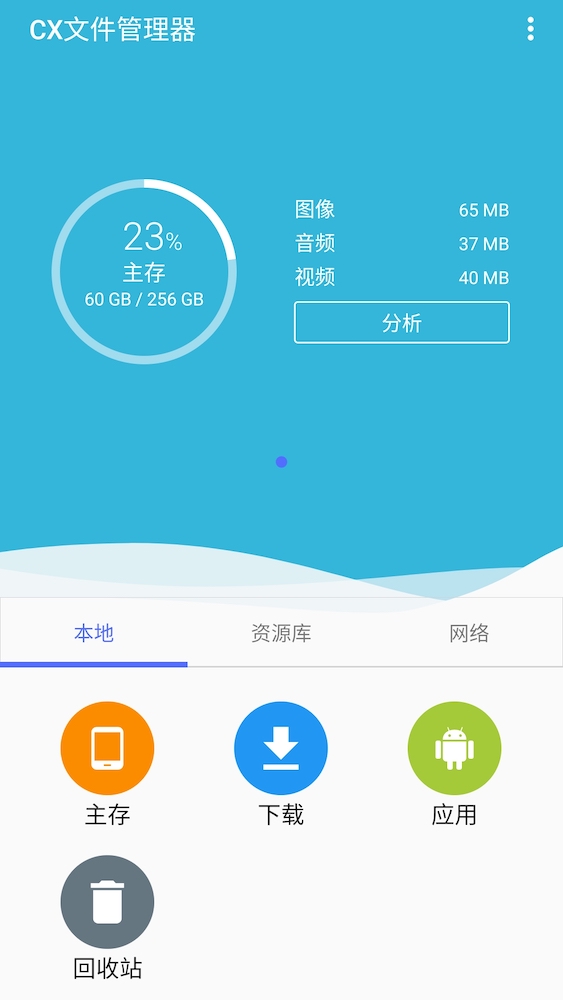 CX文件管理器
23%
主存
60 GB / 256 GB
图像 65 MB
音频 37 MB
视频 40 MB
分析
本地 资源库 网络
主存 下载 应用
回收站